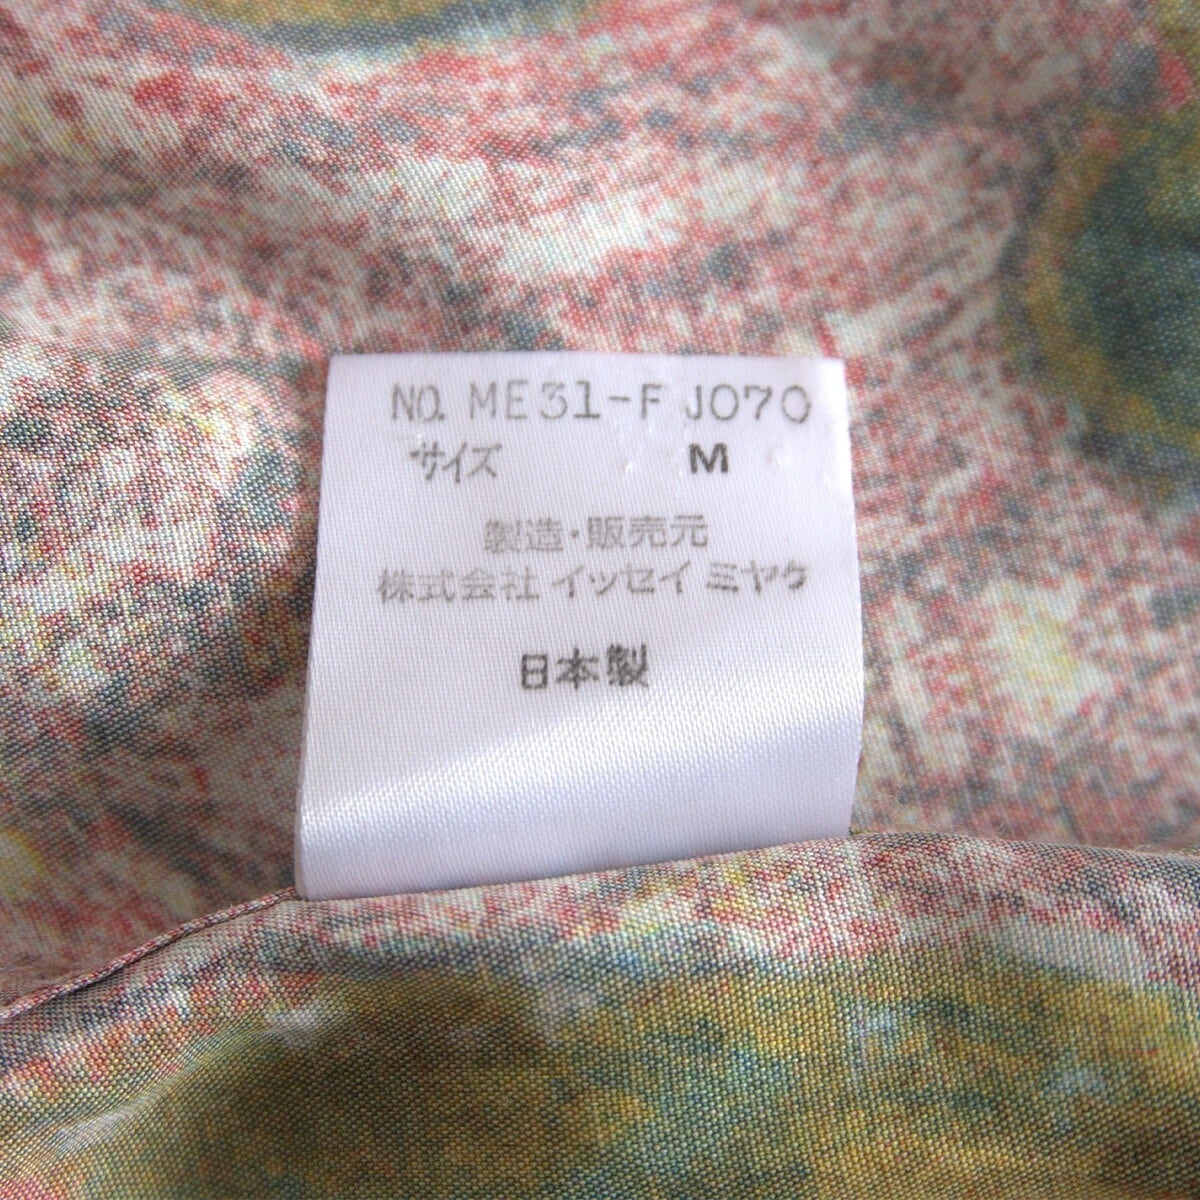 NO. ME31-FJ070
サイズ M
製造・販売元
株式会社 イッセイ ミヤケ
日本製